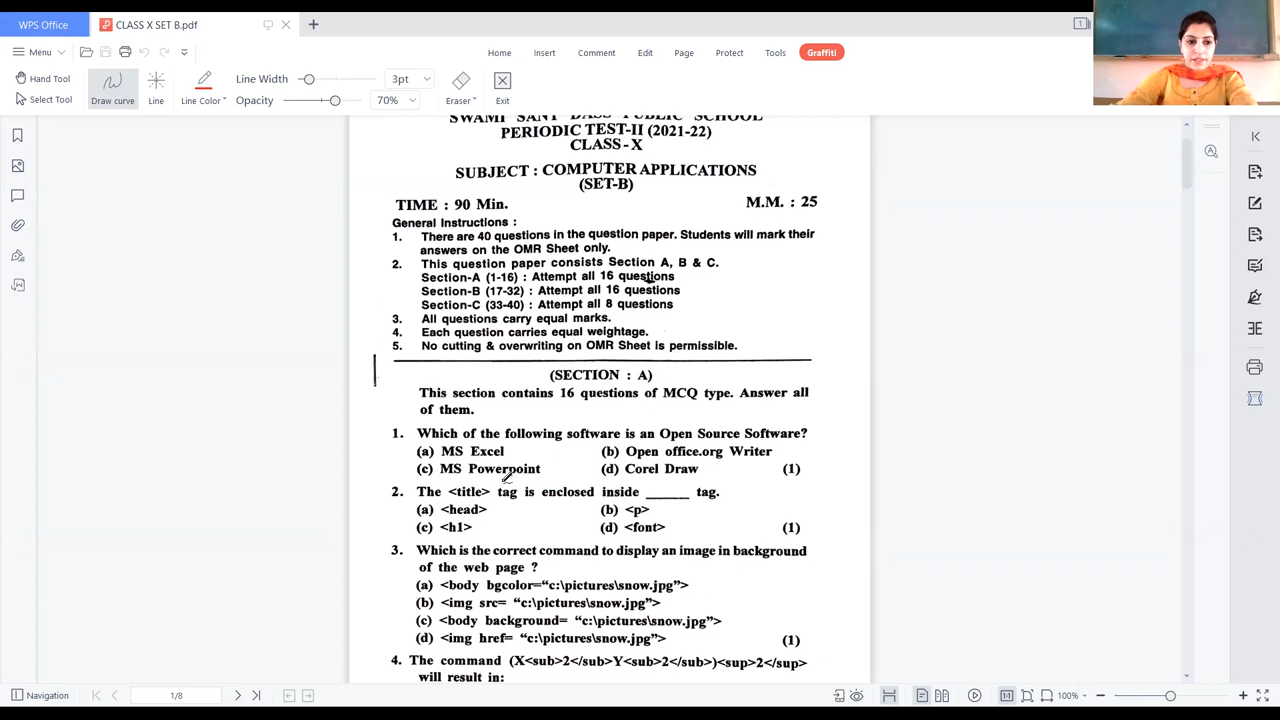 WPS Office
CLASS X SET B.pdf
Menu
Home Insert Comment Edit Page Protect Tools Graffiti
Hand Tool
Select Tool
Draw curve
Line
Line Color
Line Width
3pt
Opacity
70%
Eraser
Exit
SWAMI SANT DASS PUBLIC SCHOOL
PERIODIC TEST-II (2021-22)
CLASS-X
SUBJECT : COMPUTER APPLICATIONS
(SET-B)
TIME : 90 Min. M.M. : 25
General Instructions :
1. There are 40 questions in the question paper. Students will mark their
answers on the OMR Sheet only.
2. This question paper consists Section A, B & C.
Section-A (1-16) : Attempt all 16 questions
Section-B (17-32) : Attempt all 16 questions
Section-C (33-40) : Attempt all 8 questions
3. All questions carry equal marks.
4. Each question carries equal weightage.
5. No cutting & overwriting on OMR Sheet is permissible.
(SECTION : A)
This section contains 16 questions of MCQ type. Answer all
of them.
1. Which of the following software is an Open Source Software?
(a) MS Excel (b) Open office.org Writer
(c) MS Powerpoint (d) Corel Draw (1)
2. The <title> tag is enclosed inside ______ tag.
(a) <head> (b) <p>
(c) <h1> (d) <font> (1)
3. Which is the correct command to display an image in background
of the web page ?
(a) <body bgcolor=“c:\pictures\snow.jpg”>
(b) <img src= “c:\pictures\snow.jpg”>
(c) <body background= “c:\pictures\snow.jpg”>
(d) <img href= “c:\pictures\snow.jpg”> (1)
4. The command (X<sub>2</sub>Y<sub>2</sub>)<sup>2</sup>
will result in:
Navigation
1/8
100%